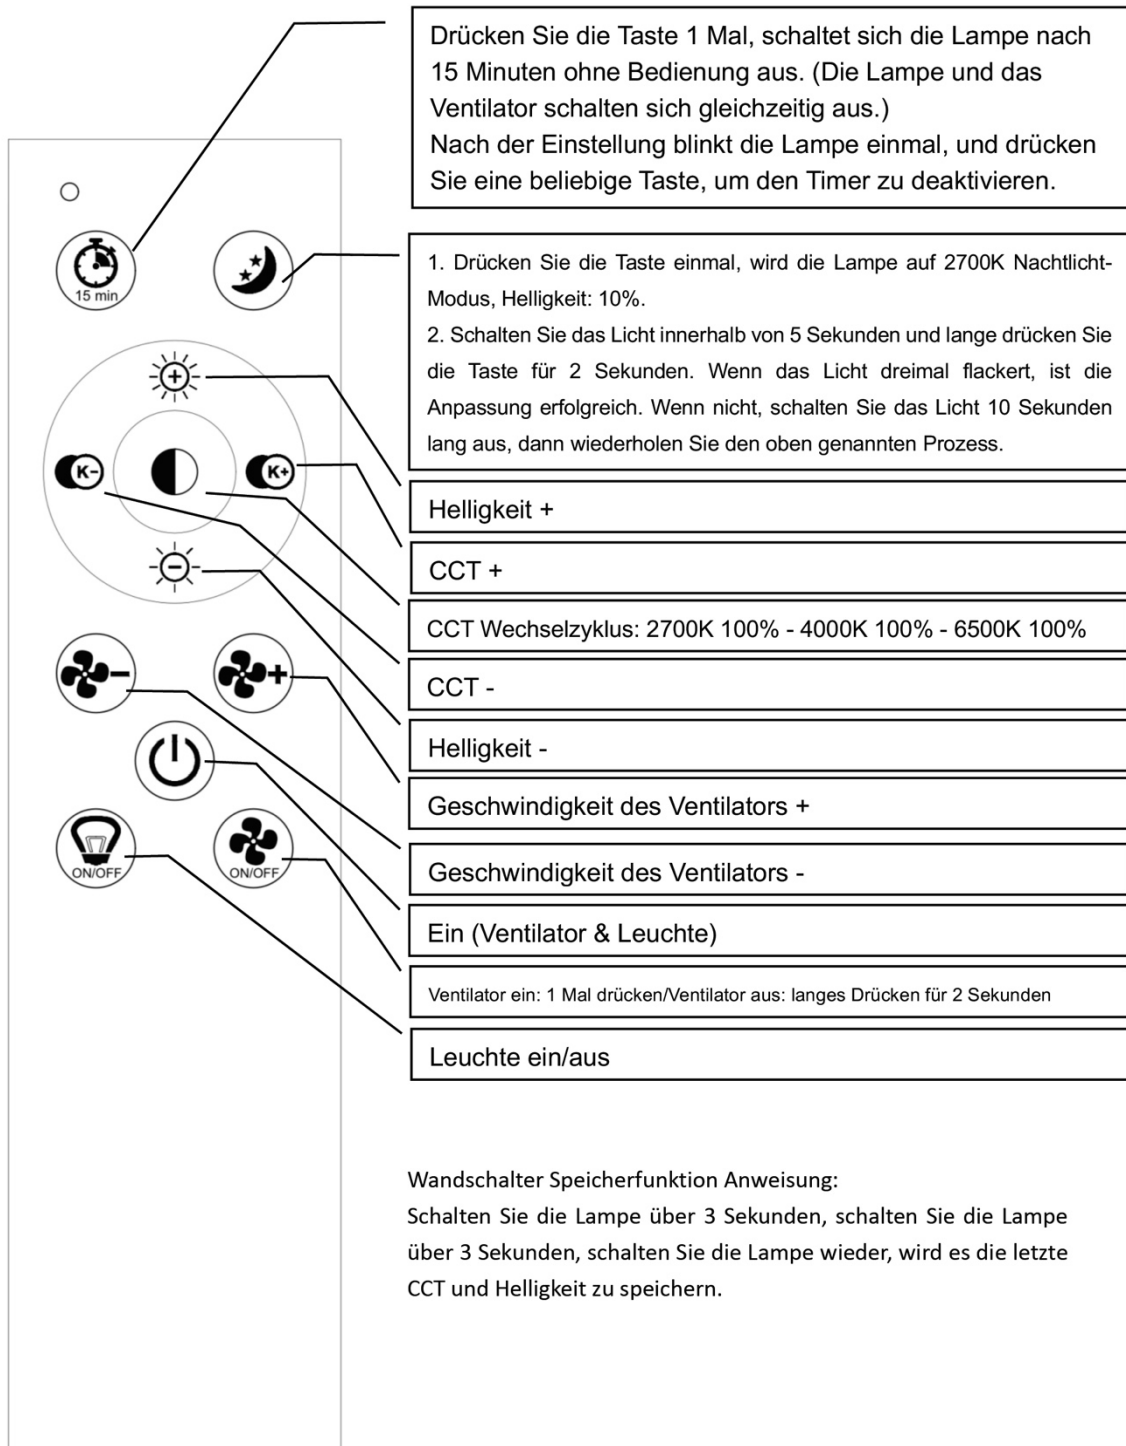 Drücken Sie die Taste 1 Mal, schaltet sich die Lampe nach
15 Minuten ohne Bedienung aus. (Die Lampe und das
Ventilator schalten sich gleichzeitig aus.)
Nach der Einstellung blinkt die Lampe einmal, und drücken
Sie eine beliebige Taste, um den Timer zu deaktivieren.
15 min
1. Drücken Sie die Taste einmal, wird die Lampe auf 2700K Nachtlicht-
Modus, Helligkeit: 10%.
2. Schalten Sie das Licht innerhalb von 5 Sekunden und lange drücken Sie
die Taste für 2 Sekunden. Wenn das Licht dreimal flackert, ist die
Anpassung erfolgreich. Wenn nicht, schalten Sie das Licht 10 Sekunden
lang aus, dann wiederholen Sie den oben genannten Prozess.
K-
K+
Helligkeit +
CCT +
CCT Wechselzyklus: 2700K 100% - 4000K 100% - 6500K 100%
CCT -
Helligkeit -
Geschwindigkeit des Ventilators +
Geschwindigkeit des Ventilators -
ON/OFF
ON/OFF
Ein (Ventilator & Leuchte)
Ventilator ein: 1 Mal drücken/Ventilator aus: langes Drücken für 2 Sekunden
Leuchte ein/aus
Wandschalter Speicherfunktion Anweisung:
Schalten Sie die Lampe über 3 Sekunden, schalten Sie die Lampe
über 3 Sekunden, schalten Sie die Lampe wieder, wird es die letzte
CCT und Helligkeit zu speichern.